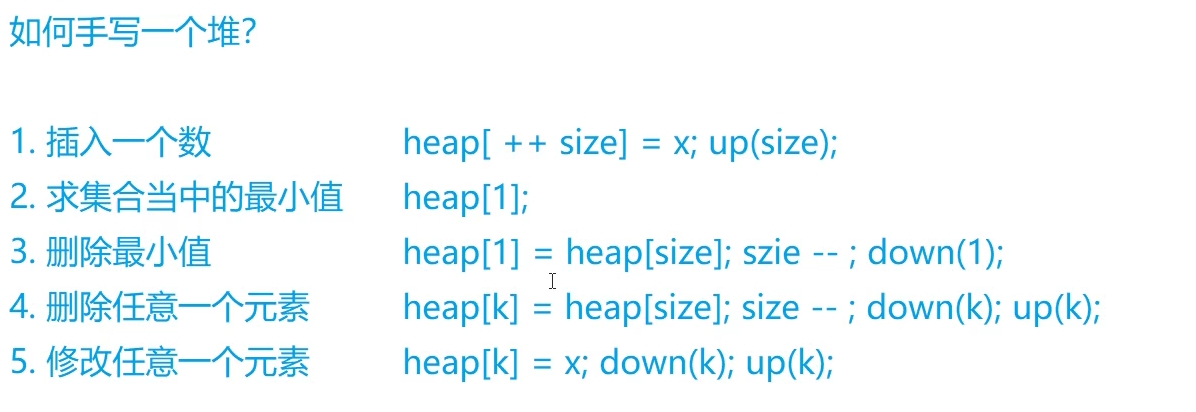 如何手写一个堆？
1. 插入一个数 heap[ ++ size] = x; up(size);
2. 求集合当中的最小值 heap[1];
3. 删除最小值 heap[1] = heap[size]; szie -- ; down(1);
4. 删除任意一个元素 heap[k] = heap[size]; size -- ; down(k); up(k);
5. 修改任意一个元素 heap[k] = x; down(k); up(k);